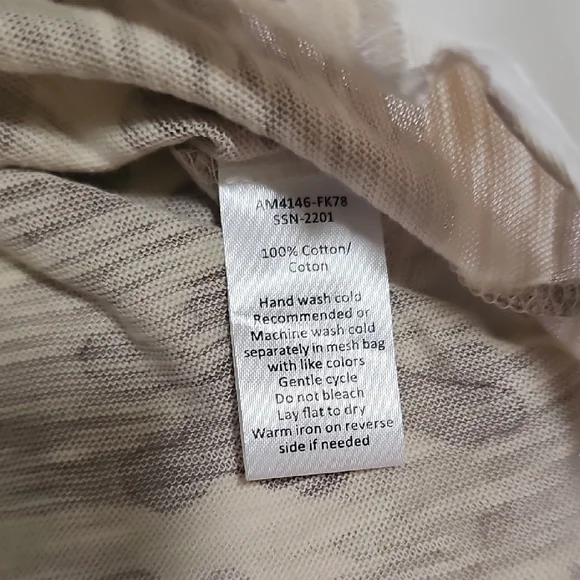 AM4146-FK78
SSN-2201
100% Cotton/
Coton
Hand wash cold
Recommended or
Machine wash cold
separately in mesh bag
with like colors
Gentle cycle
Do not bleach
Lay flat to dry
Warm iron on reverse
side if needed